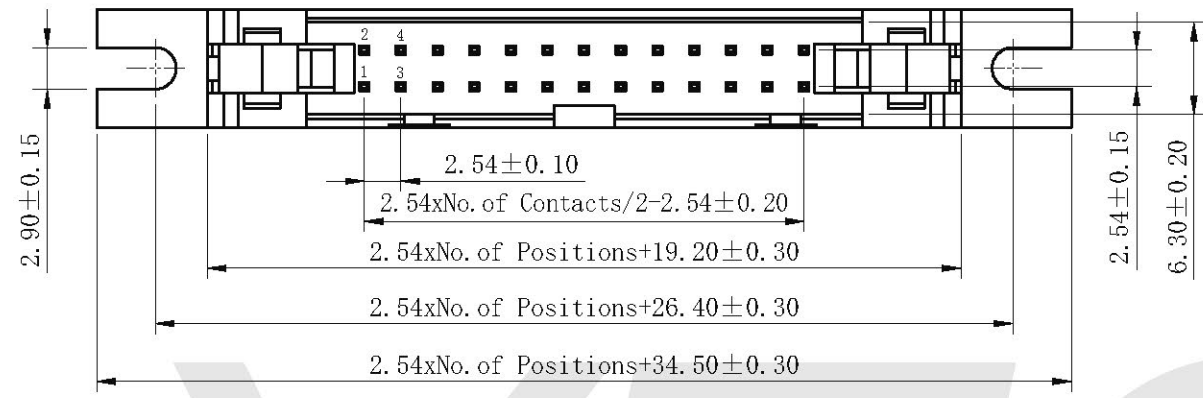 2 4
1 3
2.90±0.15
2.54±0.10
2.54xNo.of Contacts/2-2.54±0.20
2.54xNo.of Positions+19.20±0.30
2.54xNo.of Positions+26.40±0.30
2.54xNo.of Positions+34.50±0.30
2.54±0.15
6.30±0.20